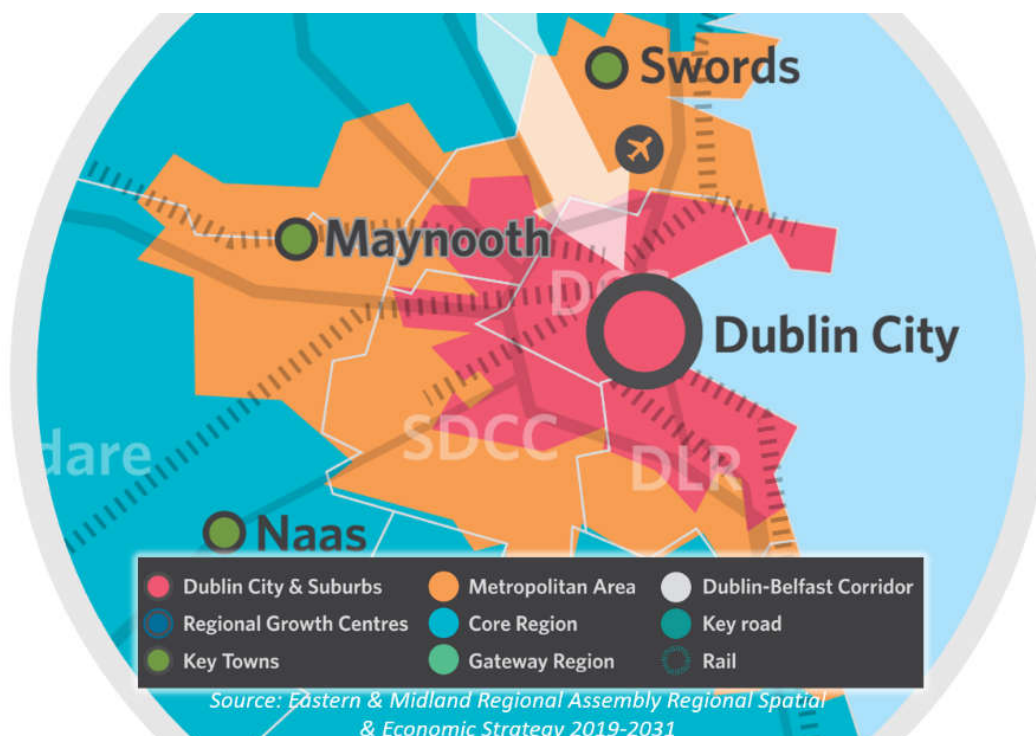 Swords
Maynooth
DCC
Dublin City
dare
SDCC
DLR
Naas
Dublin City & Suburbs
Metropolitan Area
Dublin-Belfast Corridor
Regional Growth Centres
Core Region
Key road
Key Towns
Gateway Region
Rail
Source: Eastern & Midland Regional Assembly Regional Spatial
& Economic Strategy 2019-2031